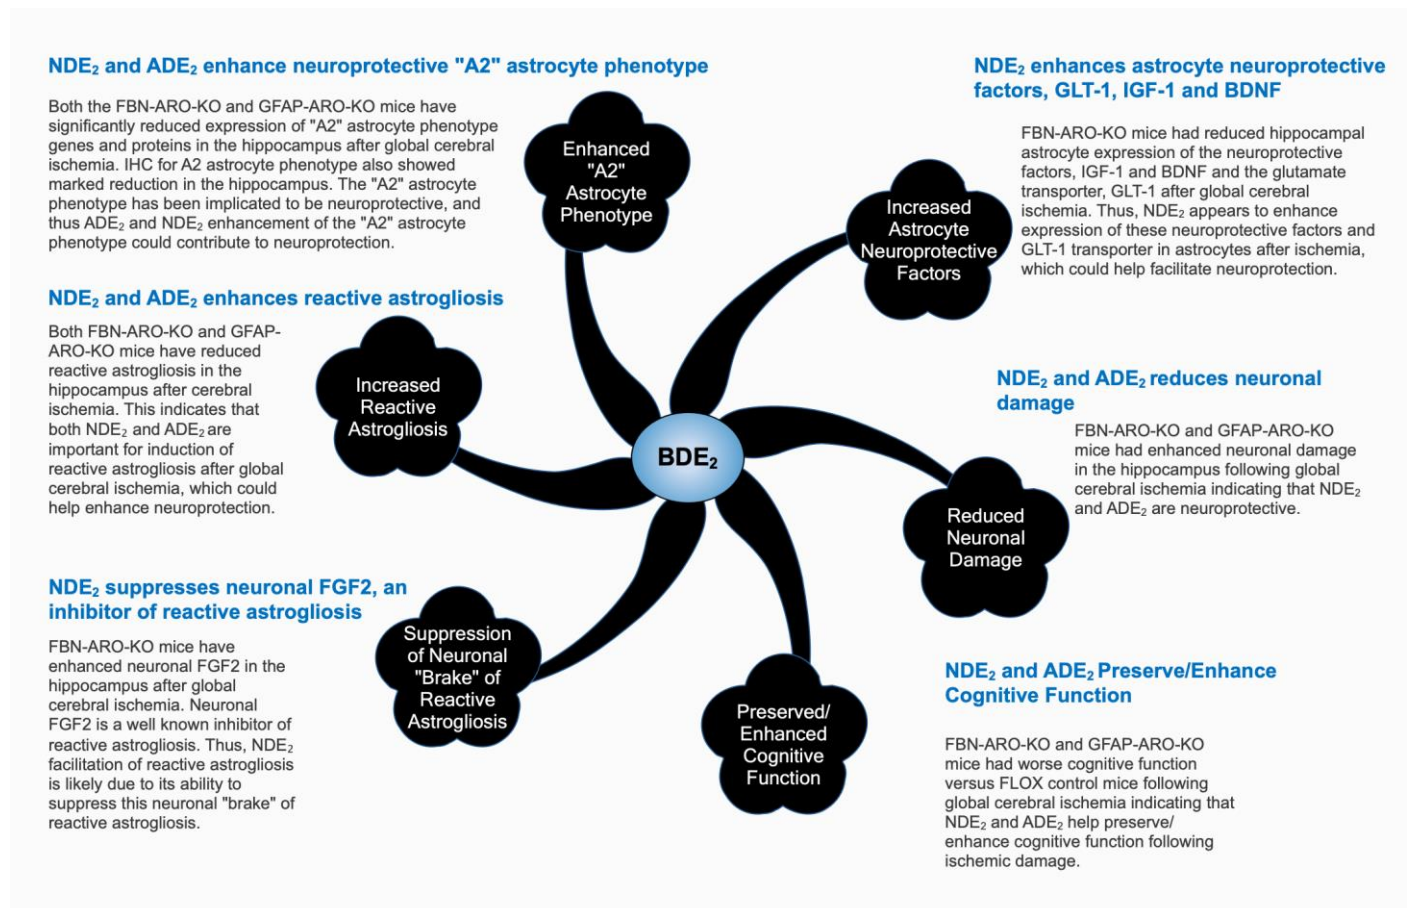 NDE₂ and ADE₂ enhance neuroprotective "A2" astrocyte phenotype
Both the FBN-ARO-KO and GFAP-ARO-KO mice have
significantly reduced expression of "A2" astrocyte phenotype
genes and proteins in the hippocampus after global cerebral
ischemia. IHC for A2 astrocyte phenotype also showed
marked reduction in the hippocampus. The "A2" astrocyte
phenotype has been implicated to be neuroprotective, and
thus ADE₂ and NDE₂ enhancement of the "A2" astrocyte
phenotype could contribute to neuroprotection.
Enhanced
"A2"
Astrocyte
Phenotype
NDE₂ enhances astrocyte neuroprotective
factors, GLT-1, IGF-1 and BDNF
FBN-ARO-KO mice had reduced hippocampal
astrocyte expression of the neuroprotective
factors, IGF-1 and BDNF and the glutamate
transporter, GLT-1 after global cerebral
ischemia. Thus, NDE₂ appears to enhance
expression of these neuroprotective factors and
GLT-1 transporter in astrocytes after ischemia,
which could help facilitate neuroprotection.
Increased
Astrocyte
Neuroprotective
Factors
NDE₂ and ADE₂ enhances reactive astrogliosis
Both FBN-ARO-KO and GFAP-
ARO-KO mice have reduced
reactive astrogliosis in the
hippocampus after cerebral
ischemia. This indicates that
both NDE₂ and ADE₂ are
important for induction of
reactive astrogliosis after global
cerebral ischemia, which could
help enhance neuroprotection.
Increased
Reactive
Astrogliosis
BDE₂
NDE₂ and ADE₂ reduces neuronal
damage
FBN-ARO-KO and GFAP-ARO-KO
mice had enhanced neuronal damage
in the hippocampus following global
cerebral ischemia indicating that NDE₂
and ADE₂ are neuroprotective.
Reduced
Neuronal
Damage
NDE₂ suppresses neuronal FGF2, an
inhibitor of reactive astrogliosis
FBN-ARO-KO mice have
enhanced neuronal FGF2 in the
hippocampus after global
cerebral ischemia. Neuronal
FGF2 is a well known inhibitor of
reactive astrogliosis. Thus, NDE₂
facilitation of reactive astrogliosis
is likely due to its ability to
suppress this neuronal "brake" of
reactive astrogliosis.
Suppression
of Neuronal
"Brake" of
Reactive
Astrogliosis
Preserved/
Enhanced
Cognitive
Function
NDE₂ and ADE₂ Preserve/Enhance
Cognitive Function
FBN-ARO-KO and GFAP-ARO-KO
mice had worse cognitive function
versus FLOX control mice following
global cerebral ischemia indicating that
NDE₂ and ADE₂ help preserve/
enhance cognitive function following
ischemic damage.